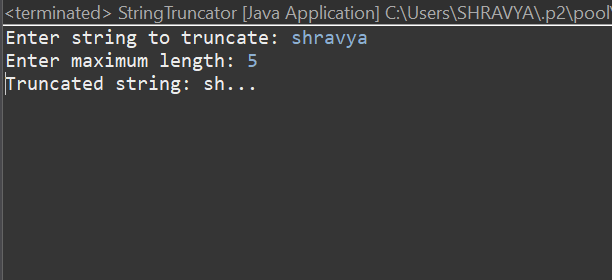 <terminated> StringTruncator [Java Application] C:\Users\SHRAVYA\.p2\pool\
Enter string to truncate: shravya
Enter maximum length: 5
Truncated string: sh...